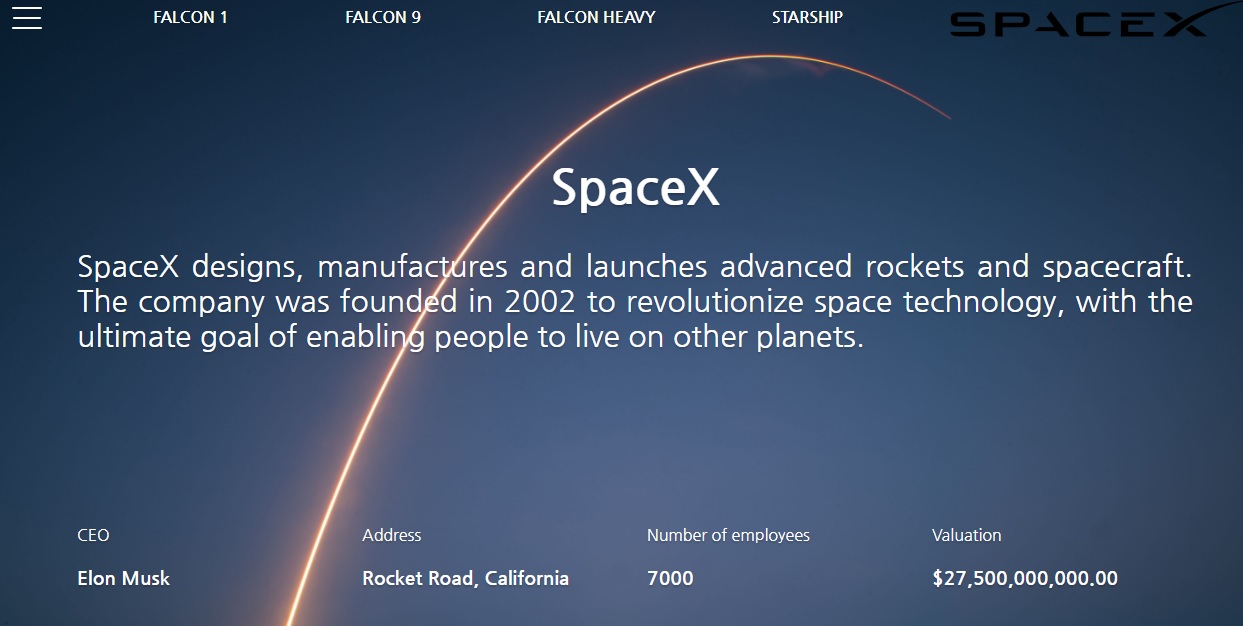 FALCON 1 FALCON 9 FALCON HEAVY STARSHIP SPACEX
SpaceX
SpaceX designs, manufactures and launches advanced rockets and spacecraft.
The company was founded in 2002 to revolutionize space technology, with the
ultimate goal of enabling people to live on other planets.
CEO Address Number of employees Valuation
Elon Musk Rocket Road, California 7000 $27,500,000,000.00